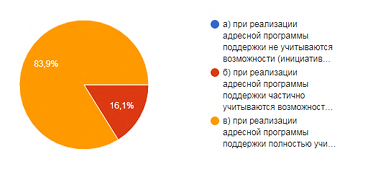 83,9%
16,1%
а) при реализации
адресной программы
поддержки не учитываются
возможности (инициатив…
б) при реализации
адресной программы
поддержки частично
учитываются возможност…
в) при реализации
адресной программы
поддержки полностью учи…